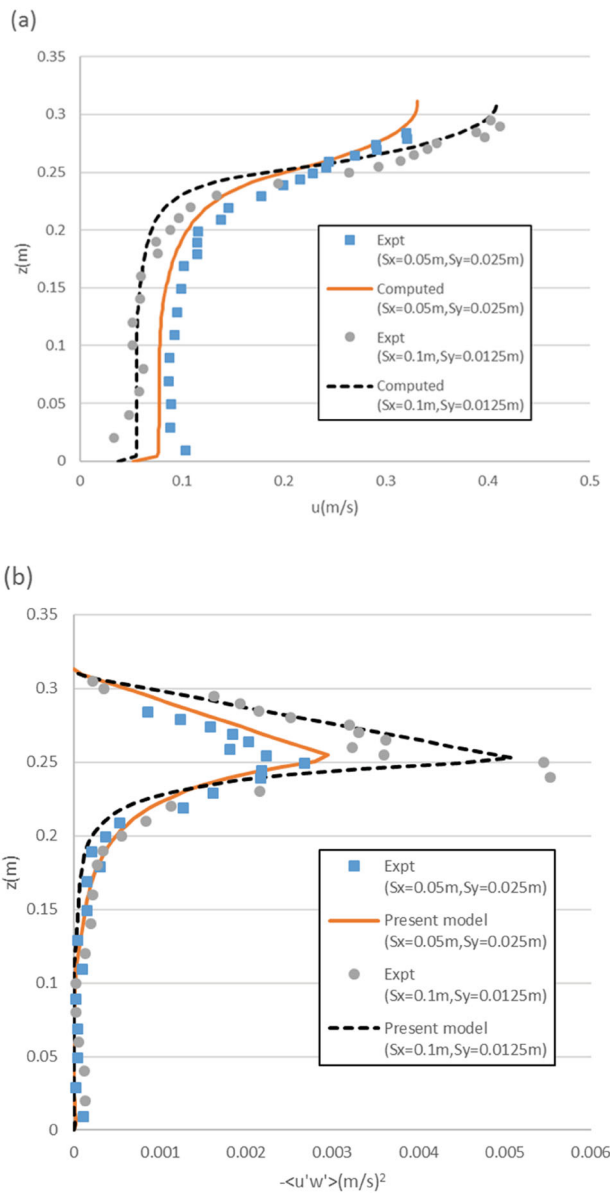 (a)
0.35
0.3
0.25
0.2
0.15
0.1
0.05
0
z(m)
Expt
(Sx=0.05m,Sy=0.025m)
Computed
(Sx=0.05m,Sy=0.025m)
Expt
(Sx=0.1m,Sy=0.0125m)
Computed
(Sx=0.1m,Sy=0.0125m)
0 0.1 0.2 0.3 0.4 0.5
u(m/s)
(b)
0.35
0.3
0.25
0.2
0.15
0.1
0.05
0
z(m)
Expt
(Sx=0.05m,Sy=0.025m)
Present model
(Sx=0.05m,Sy=0.025m)
Expt
(Sx=0.1m,Sy=0.0125m)
Present model
(Sx=0.1m,Sy=0.0125m)
0 0.001 0.002 0.003 0.004 0.005 0.006
-<u'w'>(m/s)²